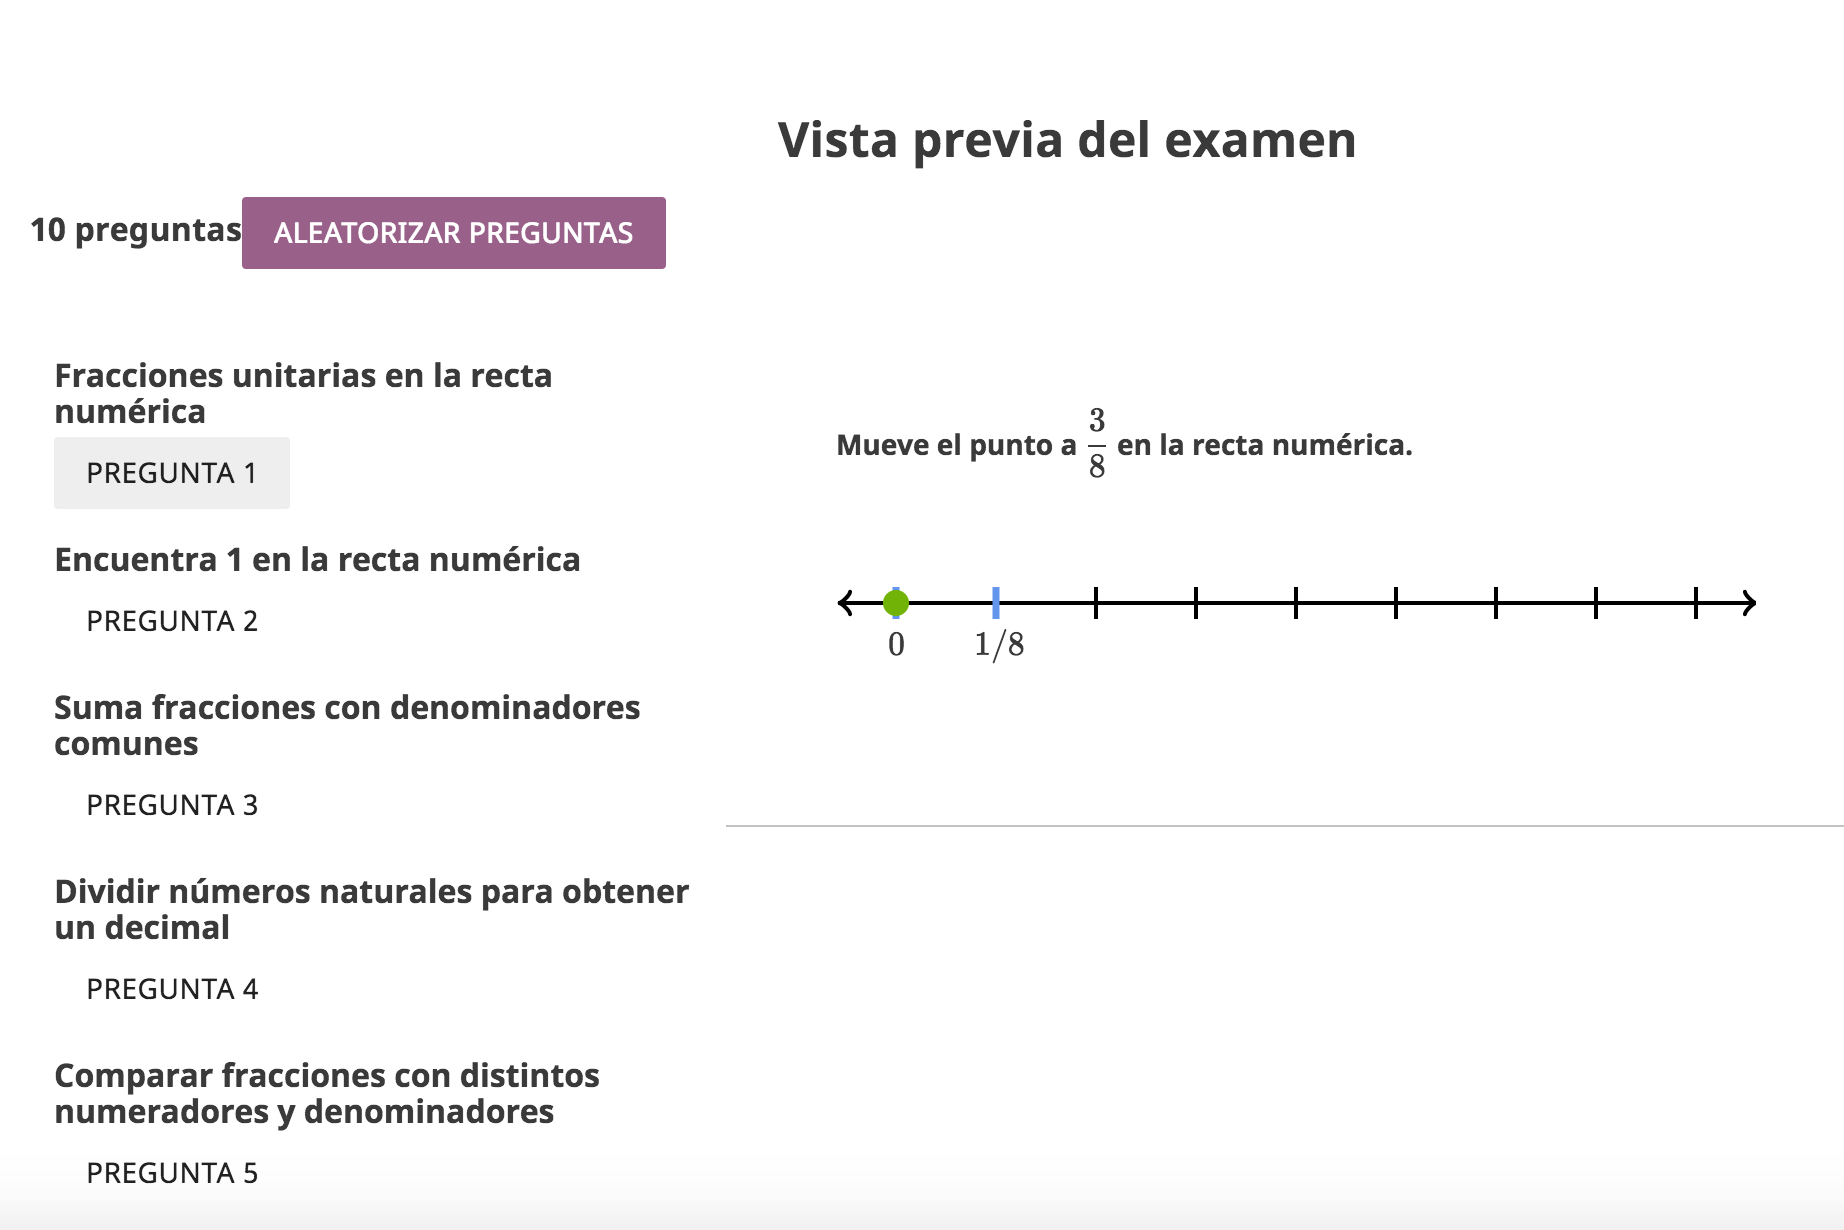 Vista previa del examen
10 preguntas
ALEATORIZAR PREGUNTAS
Fracciones unitarias en la recta
numérica
PREGUNTA 1
Encuentra 1 en la recta numérica
PREGUNTA 2
Suma fracciones con denominadores
comunes
PREGUNTA 3
Dividir números naturales para obtener
un decimal
PREGUNTA 4
Comparar fracciones con distintos
numeradores y denominadores
PREGUNTA 5
Mueve el punto a 3/8 en la recta numérica.
0 1/8